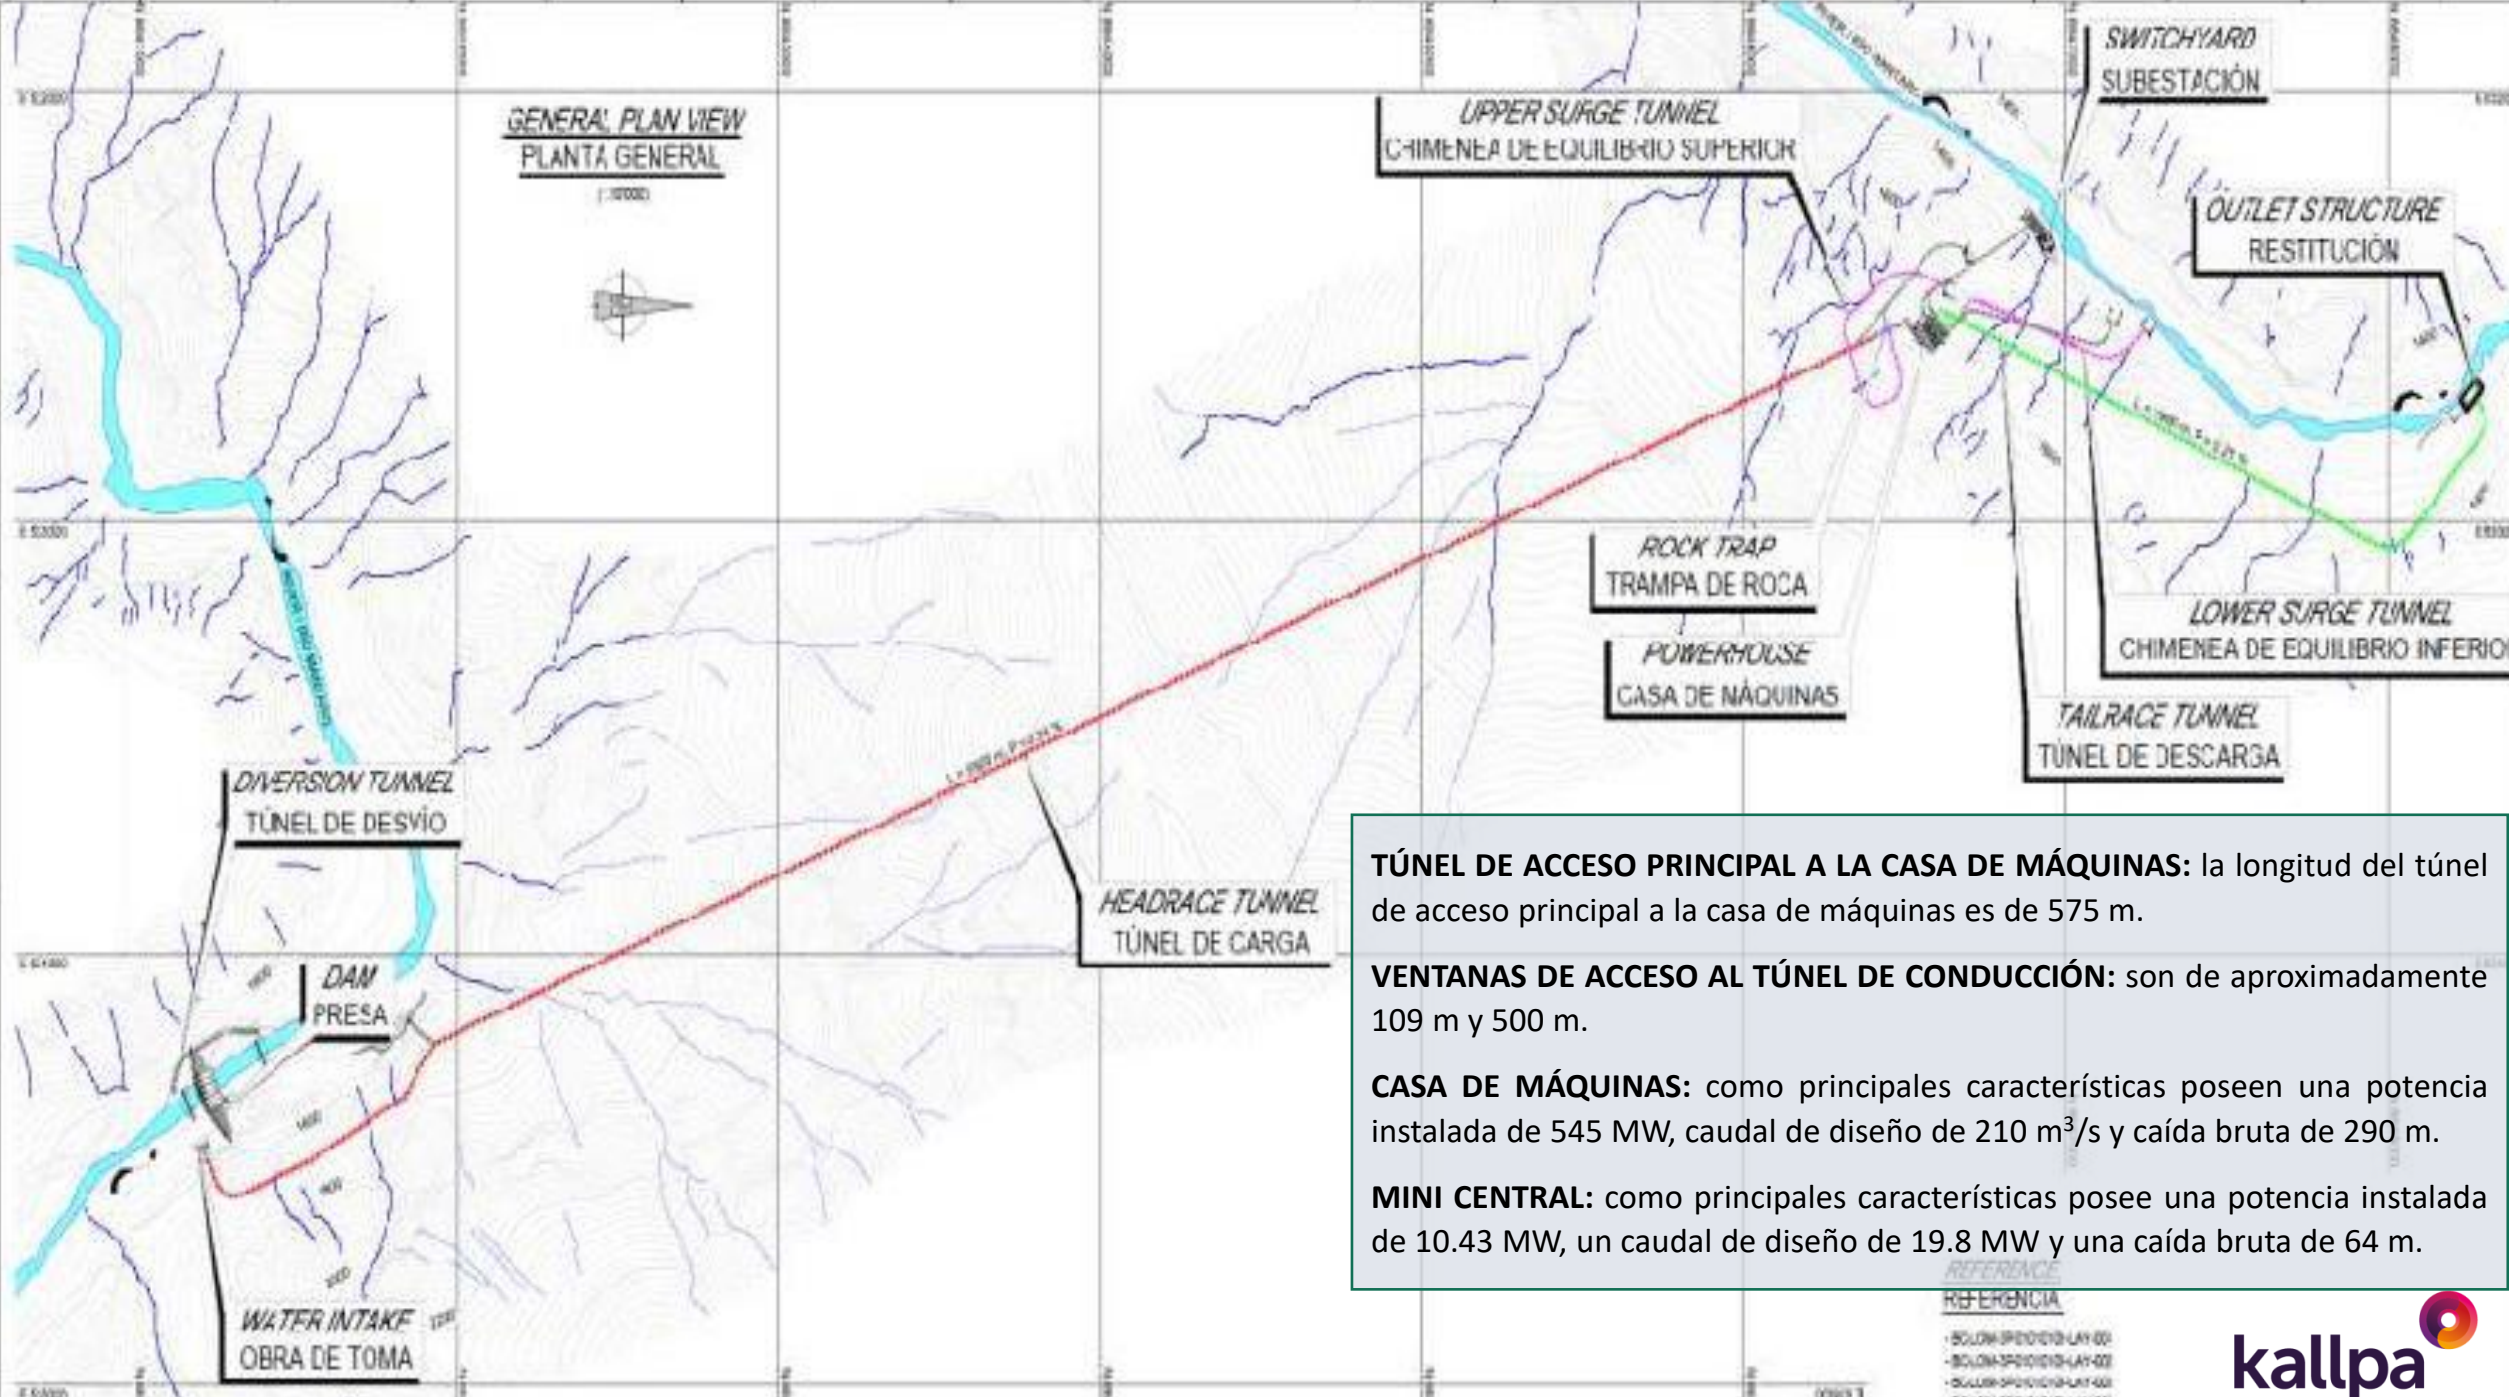 GENERAL PLAN VIEW
PLANTA GENERAL
UPPER SURGE TUNNEL
CHIMENEA DE EQUILIBRIO SUPERIOR
SWITCHYARD
SUBESTACIÓN
OUTLET STRUCTURE
RESTITUCIÓN
ROCK TRAP
TRAMPA DE ROCA
POWERHOUSE
CASA DE MÁQUINAS
LOWER SURGE TUNNEL
CHIMENEA DE EQUILIBRIO INFERIO
TAILRACE TUNNEL
TÚNEL DE DESCARGA
DIVERSION TUNNEL
TÚNEL DE DESVÍO
HEADRACE TUNNEL
TÚNEL DE CARGA
DAM
PRESA
WATER INTAKE
OBRA DE TOMA
TÚNEL DE ACCESO PRINCIPAL A LA CASA DE MÁQUINAS: la longitud del túnel
de acceso principal a la casa de máquinas es de 575 m.
VENTANAS DE ACCESO AL TÚNEL DE CONDUCCIÓN: son de aproximadamente
109 m y 500 m.
CASA DE MÁQUINAS: como principales características poseen una potencia
instalada de 545 MW, caudal de diseño de 210 m³/s y caída bruta de 290 m.
MINI CENTRAL: como principales características posee una potencia instalada
de 10.43 MW, un caudal de diseño de 19.8 MW y una caída bruta de 64 m.
REFERENCE
REFERENCIA
kallpa